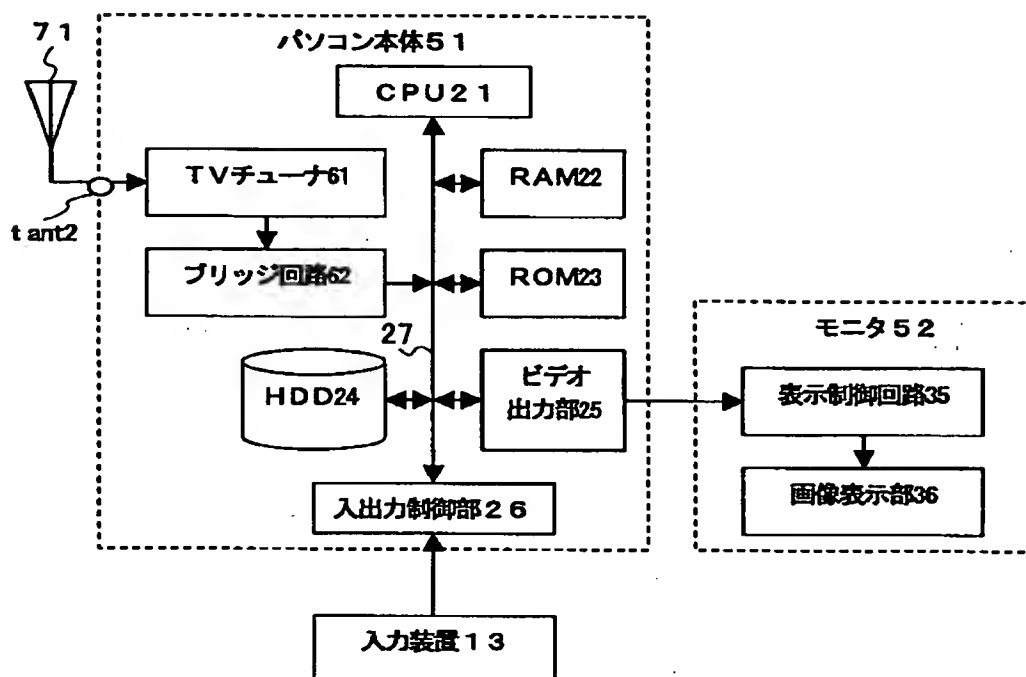 71
パソコン本体51
CPU21
TVチューナ61
RAM22
tant2
ブリッジ回路62
ROM23
27
モニタ52
HDD24
ビデオ
出力部25
表示制御回路35
画像表示部36
入出力制御部26
入力装置13